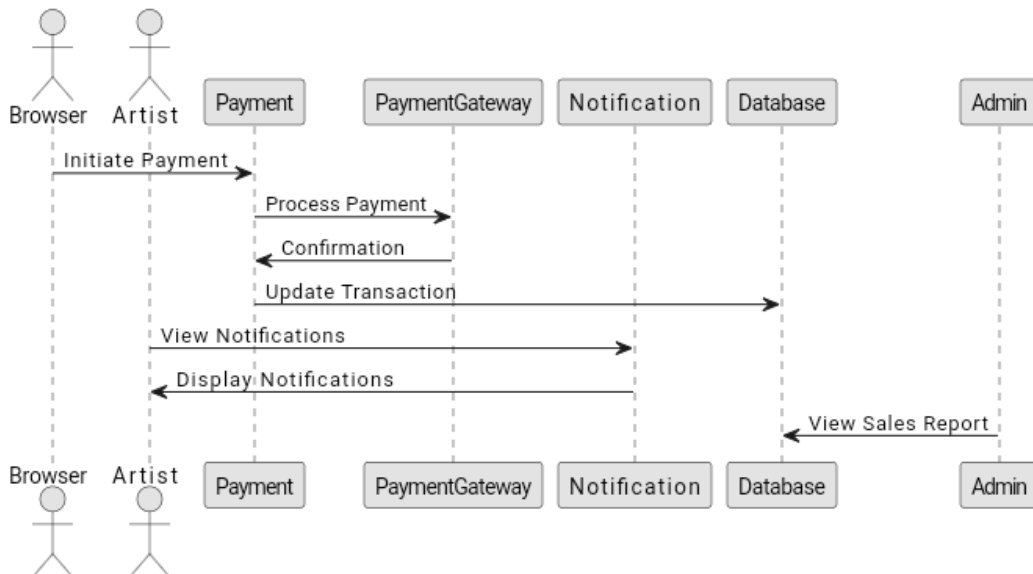 Browser
Artist
Payment
PaymentGateway
Notification
Database
Admin
Initiate Payment
Process Payment
Confirmation
Update Transaction
View Notifications
Display Notifications
View Sales Report
Browser
Artist
Payment
PaymentGateway
Notification
Database
Admin